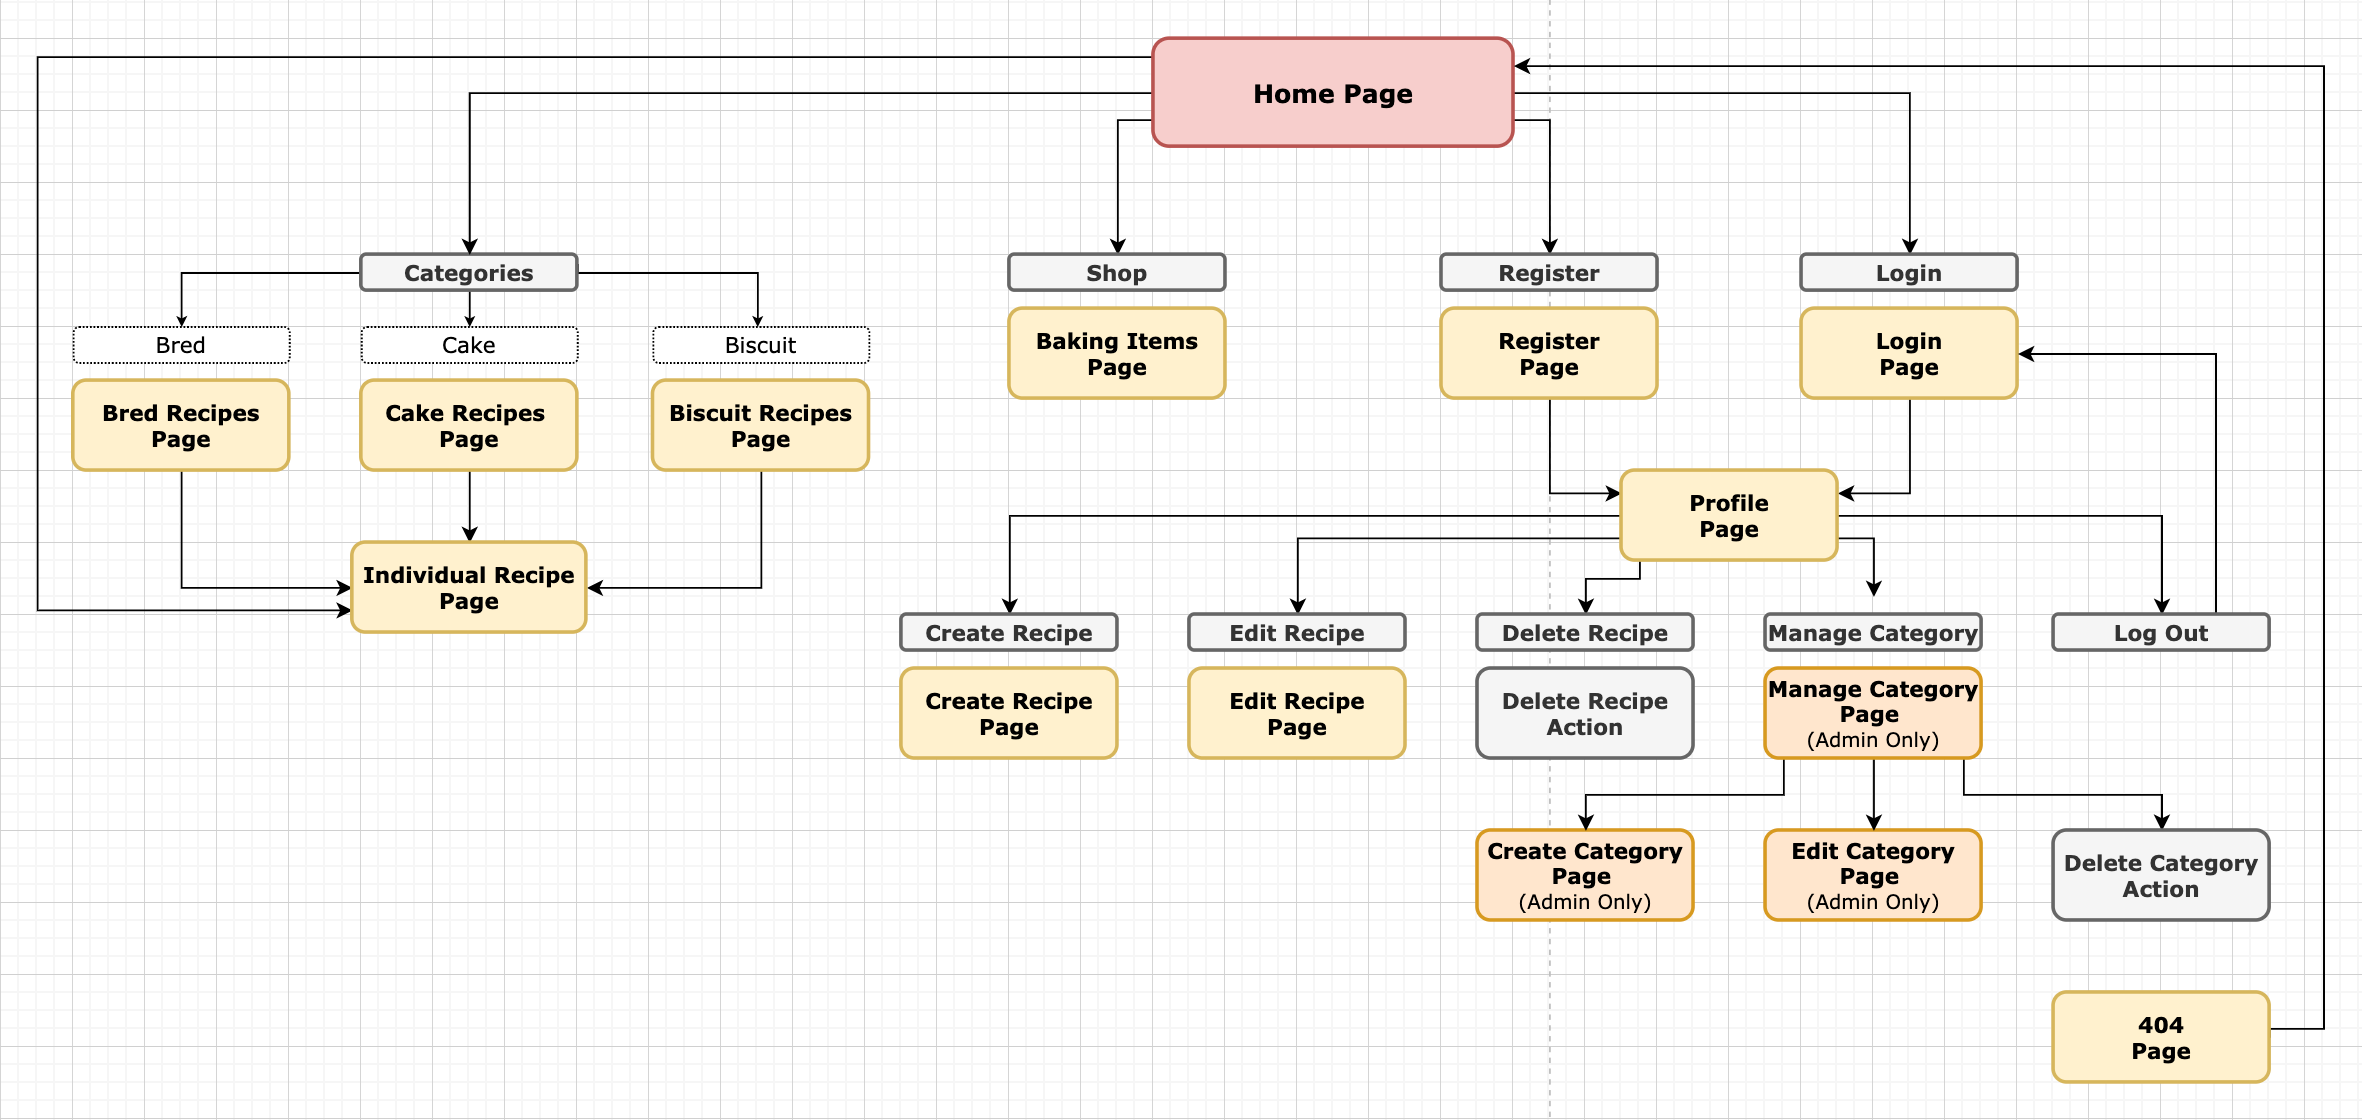 Home Page
Categories
Shop
Register
Login
Bred
Cake
Biscuit
Baking Items
Page
Register
Page
Login
Page
Bred Recipes
Page
Cake Recipes
Page
Biscuit Recipes
Page
Profile
Page
Individual Recipe
Page
Create Recipe
Edit Recipe
Delete Recipe
Manage Category
Log Out
Create Recipe
Page
Edit Recipe
Page
Delete Recipe
Action
Manage Category
Page
(Admin Only)
Create Category
Page
(Admin Only)
Edit Category
Page
(Admin Only)
Delete Category
Action
404
Page